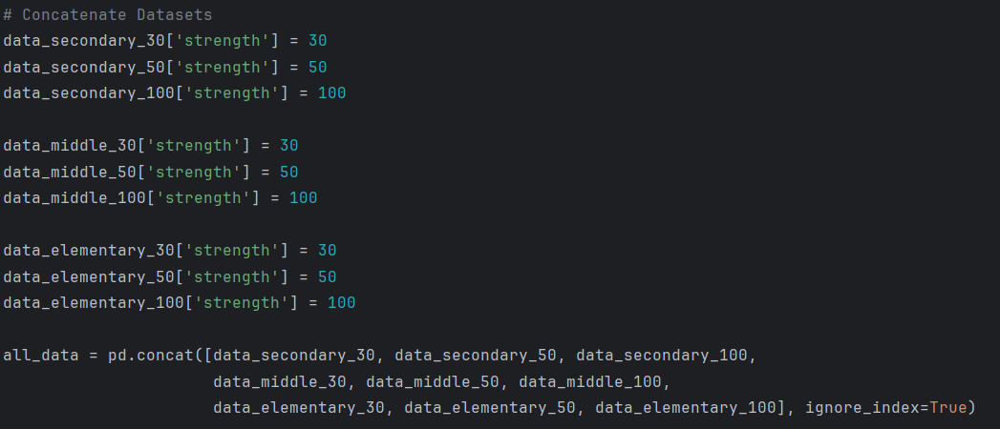 # Concatenate Datasets
data_secondary_30['strength'] = 30
data_secondary_50['strength'] = 50
data_secondary_100['strength'] = 100
data_middle_30['strength'] = 30
data_middle_50['strength'] = 50
data_middle_100['strength'] = 100
data_elementary_30['strength'] = 30
data_elementary_50['strength'] = 50
data_elementary_100['strength'] = 100
all_data = pd.concat([data_secondary_30, data_secondary_50, data_secondary_100,
data_middle_30, data_middle_50, data_middle_100,
data_elementary_30, data_elementary_50, data_elementary_100], ignore_index=True)